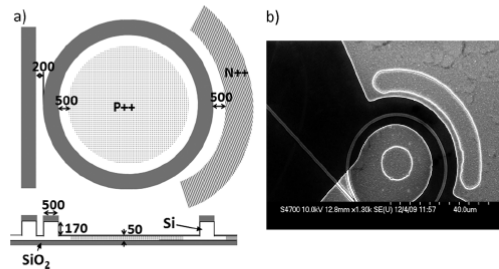 a)
b)
200
500
P++
N++
500
500
170
50
Si
SiO2
S4700 10.0kV 12.8mm x1.30k SE(U) 12/4/09 11:57 40.0um